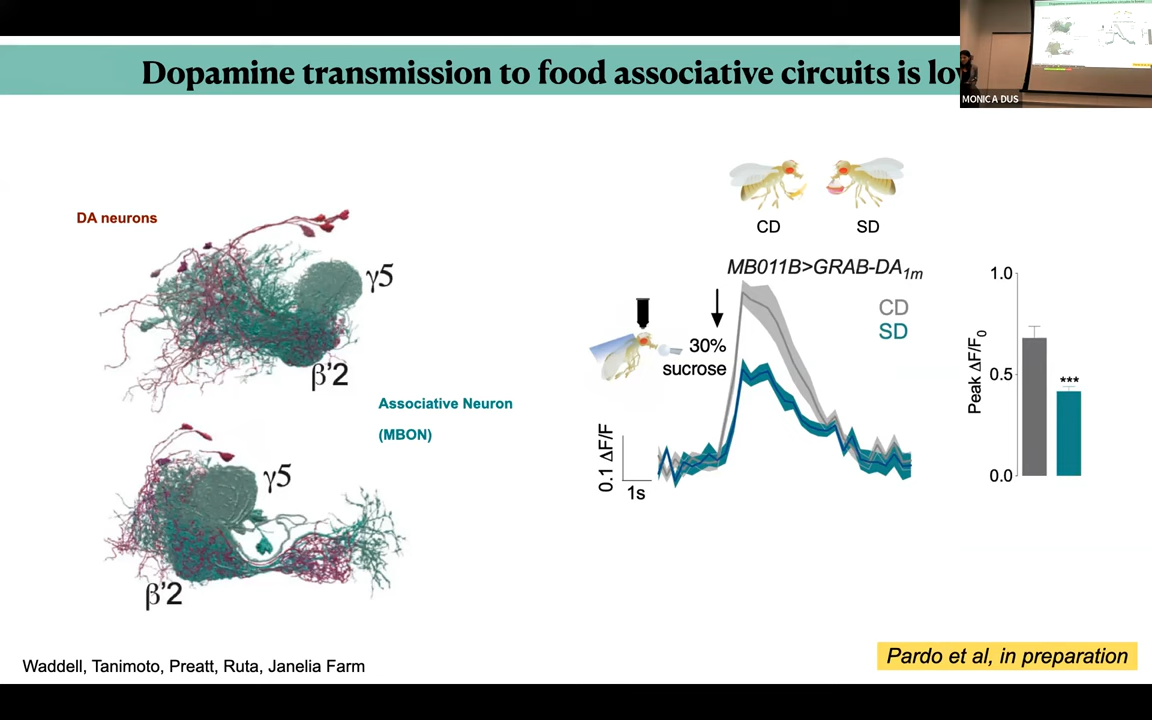 Dopamine transmission to food associative circuits is lo
MONICA DUS
DA neurons
γ5
β'2
Associative Neuron
(MBON)
γ5
β'2
CD
SD
MB011B>GRAB-DA1m
CD
SD
30%
sucrose
0.1 ΔF/F
1s
Peak ΔF/F0
1.0
0.5
0.0
***
Waddell, Tanimoto, Preatt, Ruta, Janelia Farm
Pardo et al, in preparation